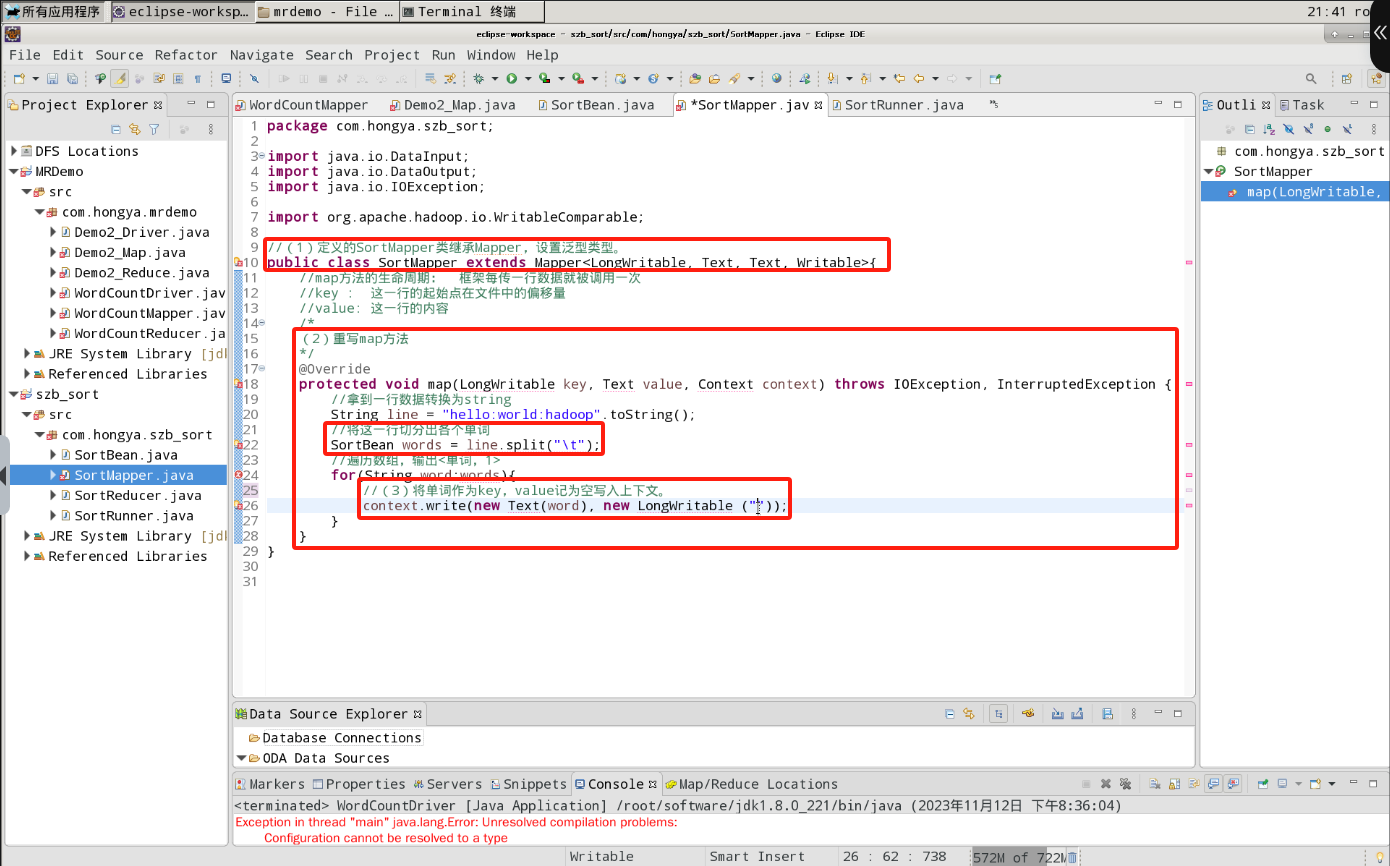 所有应用程序 eclipse-worksp... mrdemo - File ... Terminal 终端 21:41 ro
eclipse-workspace - szb_sort/src/com/hongya/szb_sort/SortMapper.java - Eclipse IDE
File Edit Source Refactor Navigate Search Project Run Window Help
Project Explorer
DFS Locations
MRDemo
src
com.hongya.mrdemo
Demo2_Driver.java
Demo2_Map.java
Demo2_Reduce.java
WordCountDriver.jav
WordCountMapper.jav
WordCountReducer.ja
JRE System Library [jdl
Referenced Libraries
szb_sort
src
com.hongya.szb_sort
SortBean.java
SortMapper.java
SortReducer.java
SortRunner.java
JRE System Library [jdl
Referenced Libraries
WordCountMapper Demo2_Map.java SortBean.java *SortMapper.jav SortRunner.java
1 package com.hongya.szb_sort;
2
3 import java.io.DataInput;
4 import java.io.DataOutput;
5 import java.io.IOException;
6
7 import org.apache.hadoop.io.WritableComparable;
8
9 //（1）定义的SortMapper类继承Mapper，设置泛型类型。
10 public class SortMapper extends Mapper<LongWritable, Text, Text, Writable>{
11 //map方法的生命周期: 框架每传一行数据就被调用一次
12 //key : 这一行的起始点在文件中的偏移量
13 //value: 这一行的内容
14 /*
15 （2）重写map方法
16 */
17 @Override
18 protected void map(LongWritable key, Text value, Context context) throws IOException, InterruptedException {
19 //拿到一行数据转换为string
20 String line = "hello:world:hadoop".toString();
21 //将这一行切分出各个单词
22 SortBean words = line.split("\t");
23 //遍历数组，输出<单词，1>
24 for(String word:words){
25 //（3）将单词作为key，value记为空写入上下文。
26 context.write(new Text(word), new LongWritable (""));
27 }
28 }
29 }
30
31
Outli Task
com.hongya.szb_sort
SortMapper
map(LongWritable,
Data Source Explorer
Database Connections
ODA Data Sources
Markers Properties Servers Snippets Console Map/Reduce Locations
<terminated> WordCountDriver [Java Application] /root/software/jdk1.8.0_221/bin/java (2023年11月12日 下午8:36:04)
Exception in thread "main" java.lang.Error: Unresolved compilation problems:
Configuration cannot be resolved to a type
Writable Smart Insert 26 : 62 : 738 572M of 722M